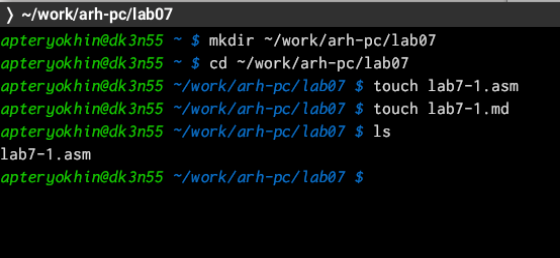 ❭ ~/work/arh-pc/lab07
apteryokhin@dk3n55 ~ $ mkdir ~/work/arh-pc/lab07
apteryokhin@dk3n55 ~ $ cd ~/work/arh-pc/lab07
apteryokhin@dk3n55 ~/work/arh-pc/lab07 $ touch lab7-1.asm
apteryokhin@dk3n55 ~/work/arh-pc/lab07 $ touch lab7-1.md
apteryokhin@dk3n55 ~/work/arh-pc/lab07 $ ls
lab7-1.asm
apteryokhin@dk3n55 ~/work/arh-pc/lab07 $